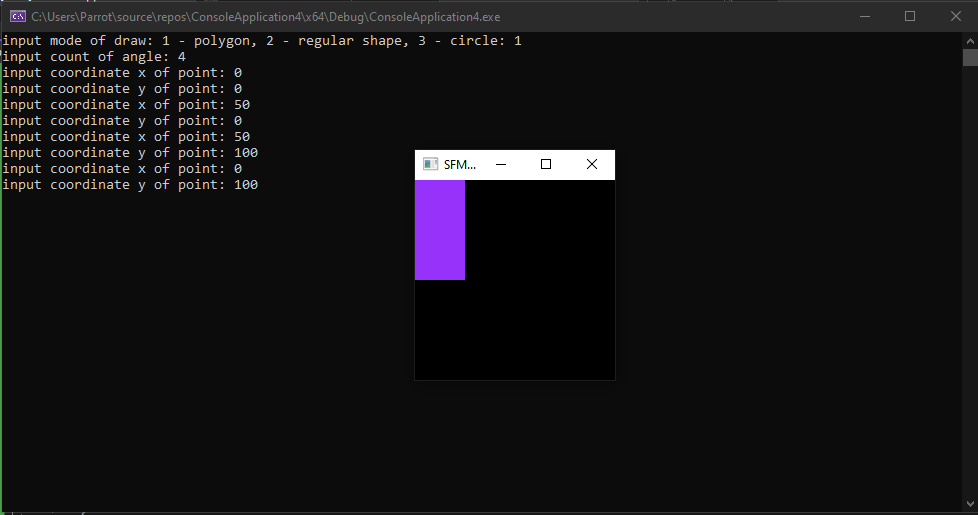 C:\Users\Parrot\source\repos\ConsoleApplication4\x64\Debug\ConsoleApplication4.exe
input mode of draw: 1 - polygon, 2 - regular shape, 3 - circle: 1
input count of angle: 4
input coordinate x of point: 0
input coordinate y of point: 0
input coordinate x of point: 50
input coordinate y of point: 0
input coordinate x of point: 50
input coordinate y of point: 100
input coordinate x of point: 0
input coordinate y of point: 100
SFM...